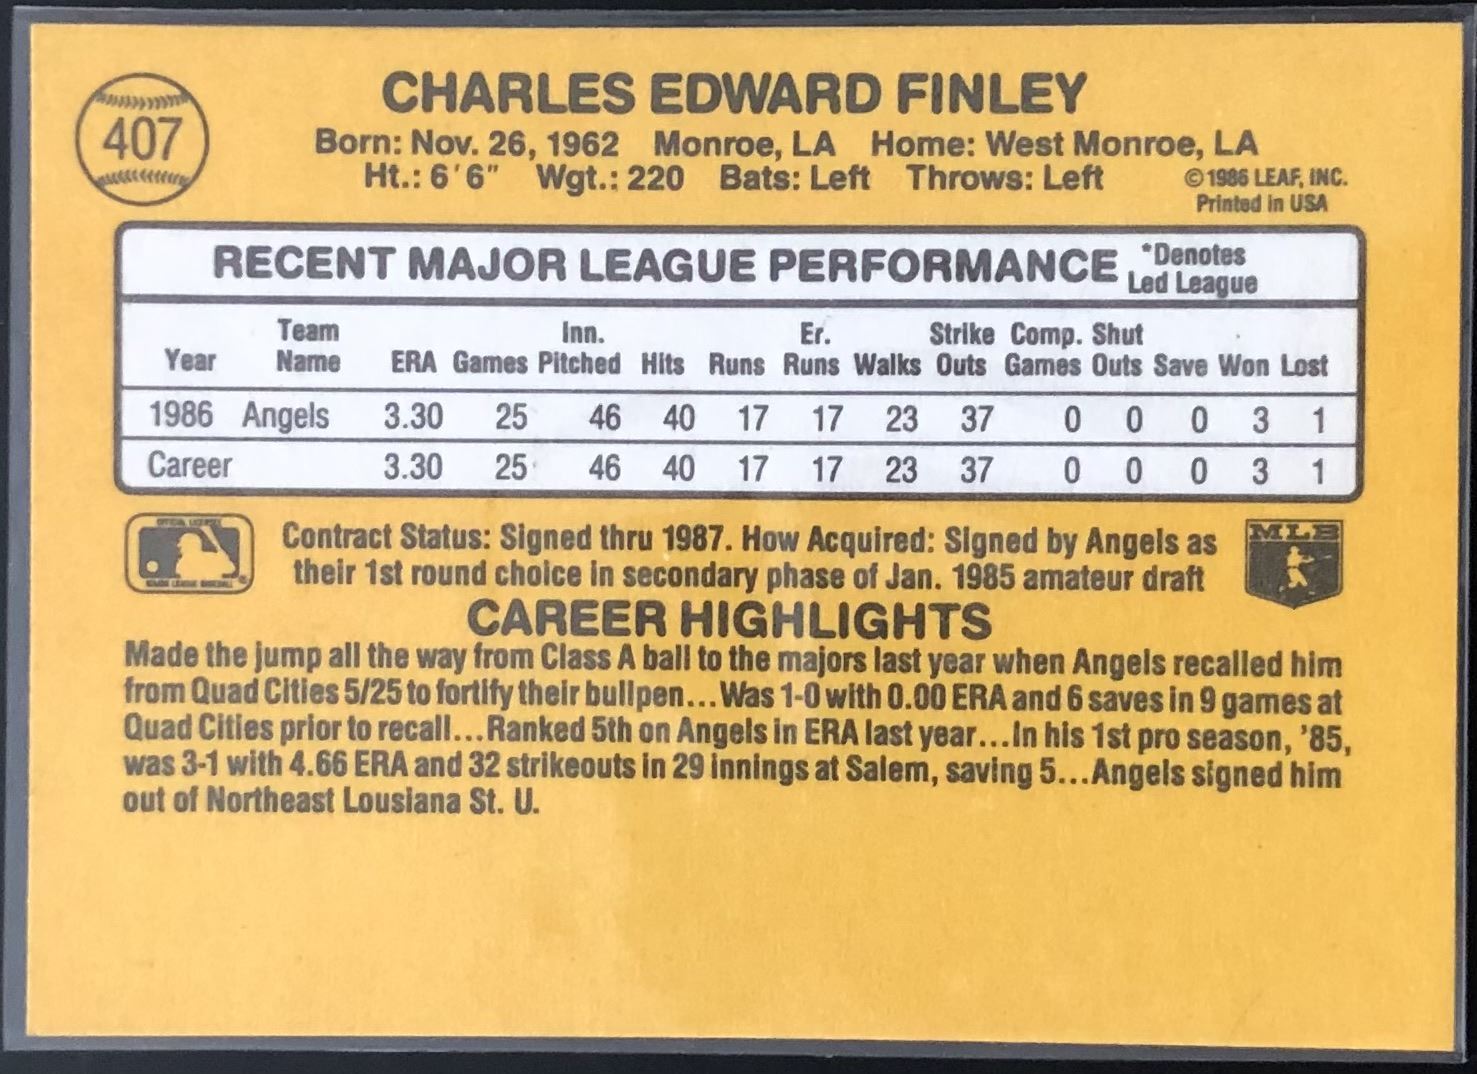 407
CHARLES EDWARD FINLEY
Born: Nov. 26, 1962 Monroe, LA Home: West Monroe, LA
Ht.: 6'6" Wgt.: 220 Bats: Left Throws: Left
©1986 LEAF, INC.
Printed in USA
RECENT MAJOR LEAGUE PERFORMANCE *Denotes
Led League
Team Inn. Er. Strike Comp. Shut
Year Name ERA Games Pitched Hits Runs Runs Walks Outs Games Outs Save Won Lost
1986 Angels 3.30 25 46 40 17 17 23 37 0 0 0 3 1
Career 3.30 25 46 40 17 17 23 37 0 0 0 3 1
OFFICIAL LICENSEE
MAJOR LEAGUE BASEBALL
®
Contract Status: Signed thru 1987. How Acquired: Signed by Angels as
their 1st round choice in secondary phase of Jan. 1985 amateur draft
MLB
CAREER HIGHLIGHTS
Made the jump all the way from Class A ball to the majors last year when Angels recalled him
from Quad Cities 5/25 to fortify their bullpen...Was 1-0 with 0.00 ERA and 6 saves in 9 games at
Quad Cities prior to recall...Ranked 5th on Angels in ERA last year...In his 1st pro season, '85,
was 3-1 with 4.66 ERA and 32 strikeouts in 29 innings at Salem, saving 5...Angels signed him
out of Northeast Lousiana St. U.